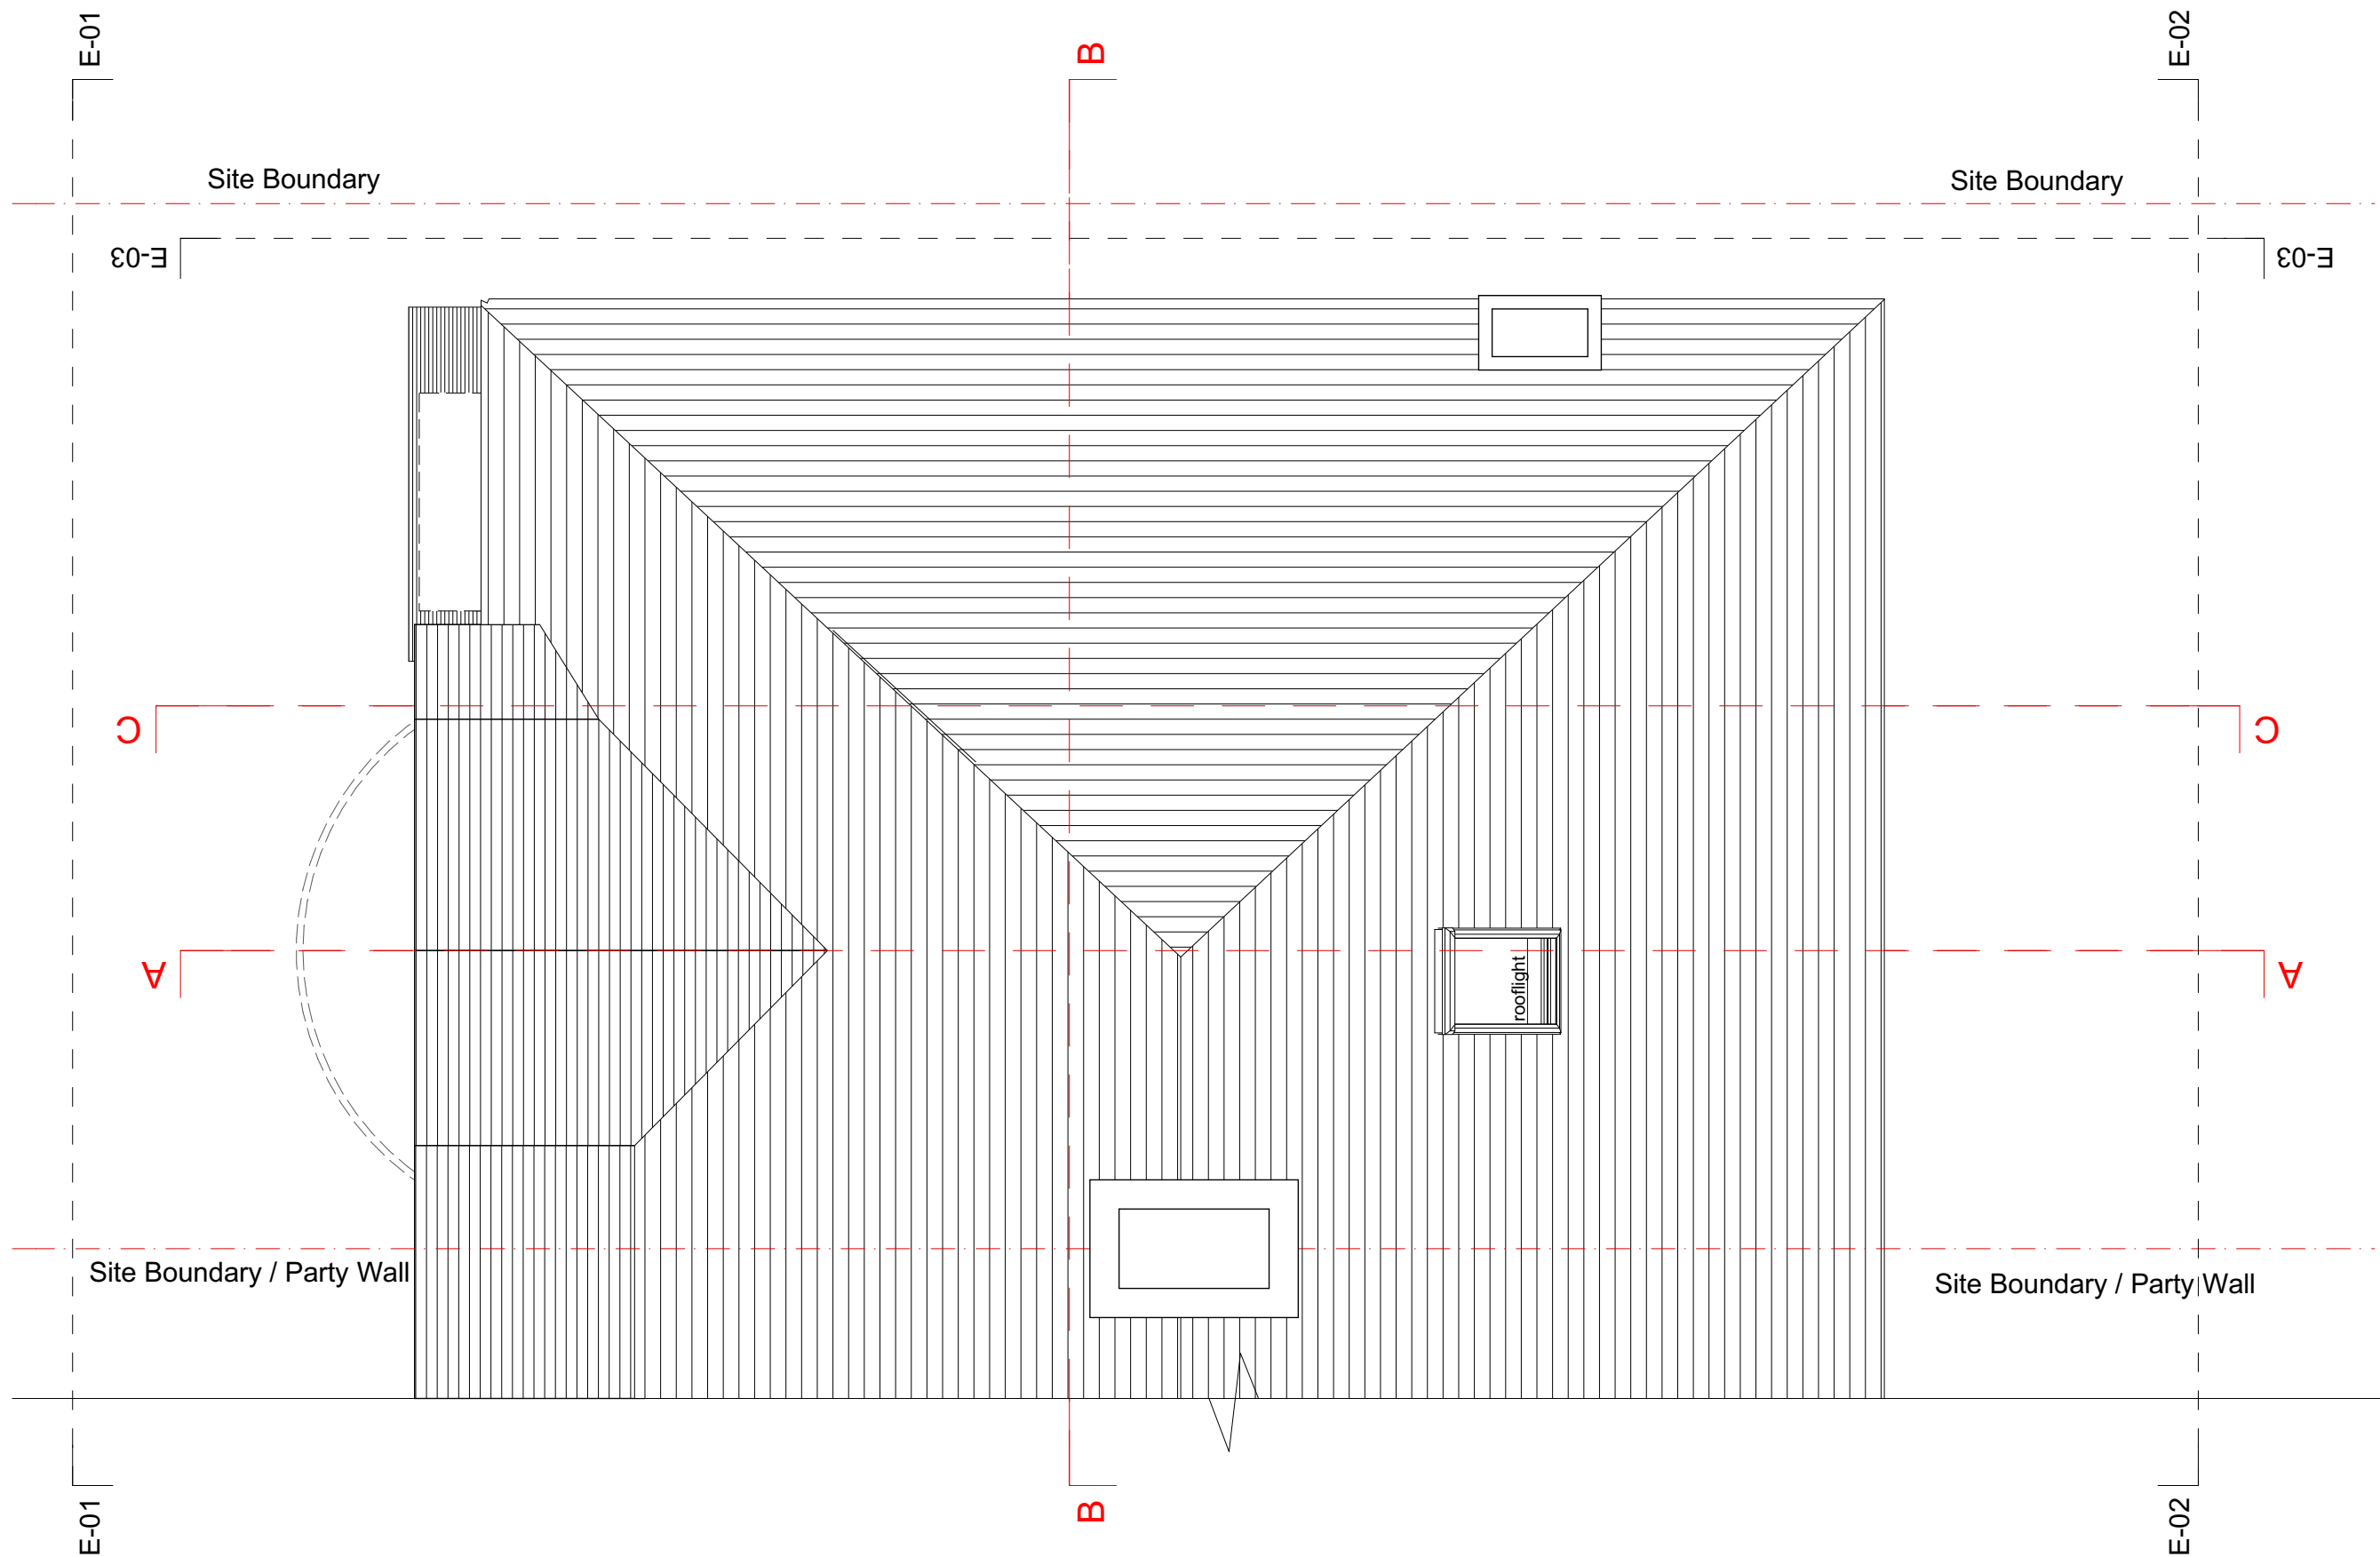 E-01
B
E-02
Site Boundary
Site Boundary
E-03
E-03
C
C
rooflight
A
A
Site Boundary / Party Wall
Site Boundary / Party Wall
E-01
B
E-02